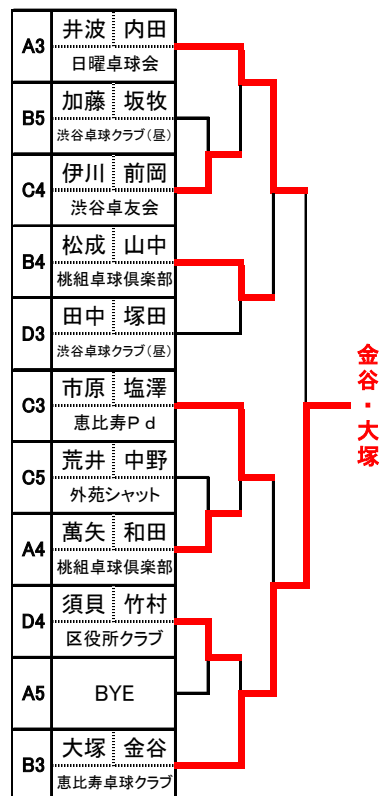 A3 井波 内田
日曜卓球会
B5 加藤 坂牧
渋谷卓球クラブ(昼)
C4 伊川 前岡
渋谷卓友会
B4 松成 山中
桃組卓球倶楽部
D3 田中 塚田
渋谷卓球クラブ(昼)
C3 市原 塩澤
恵比寿Pd
C5 荒井 中野
外苑シャット
A4 萬矢 和田
桃組卓球倶楽部
D4 須貝 竹村
区役所クラブ
A5 BYE
B3 大塚 金谷
恵比寿卓球クラブ
金谷・大塚